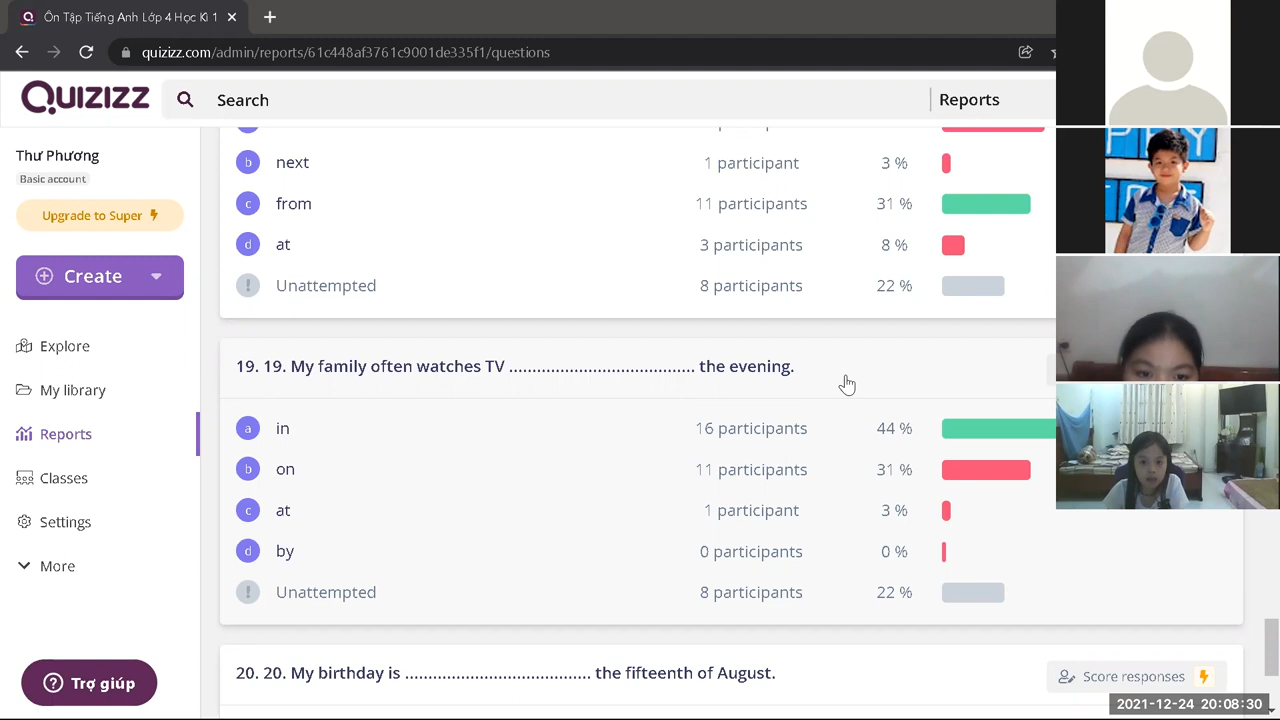 Ôn Tập Tiếng Anh Lớp 4 Học Kì 1
quizizz.com/admin/reports/61c448af3761c9001de335f1/questions
QUIZIZZ
Search
Reports
Thư Phương
Basic account
Upgrade to Super
Create
Explore
My library
Reports
Classes
Settings
More
Trợ giúp
b next 1 participant 3 %
c from 11 participants 31 %
d at 3 participants 8 %
! Unattempted 8 participants 22 %
19. 19. My family often watches TV ........................................ the evening.
a in 16 participants 44 %
b on 11 participants 31 %
c at 1 participant 3 %
d by 0 participants 0 %
! Unattempted 8 participants 22 %
20. 20. My birthday is ........................................ the fifteenth of August.
Score responses
2021-12-24 20:08:30